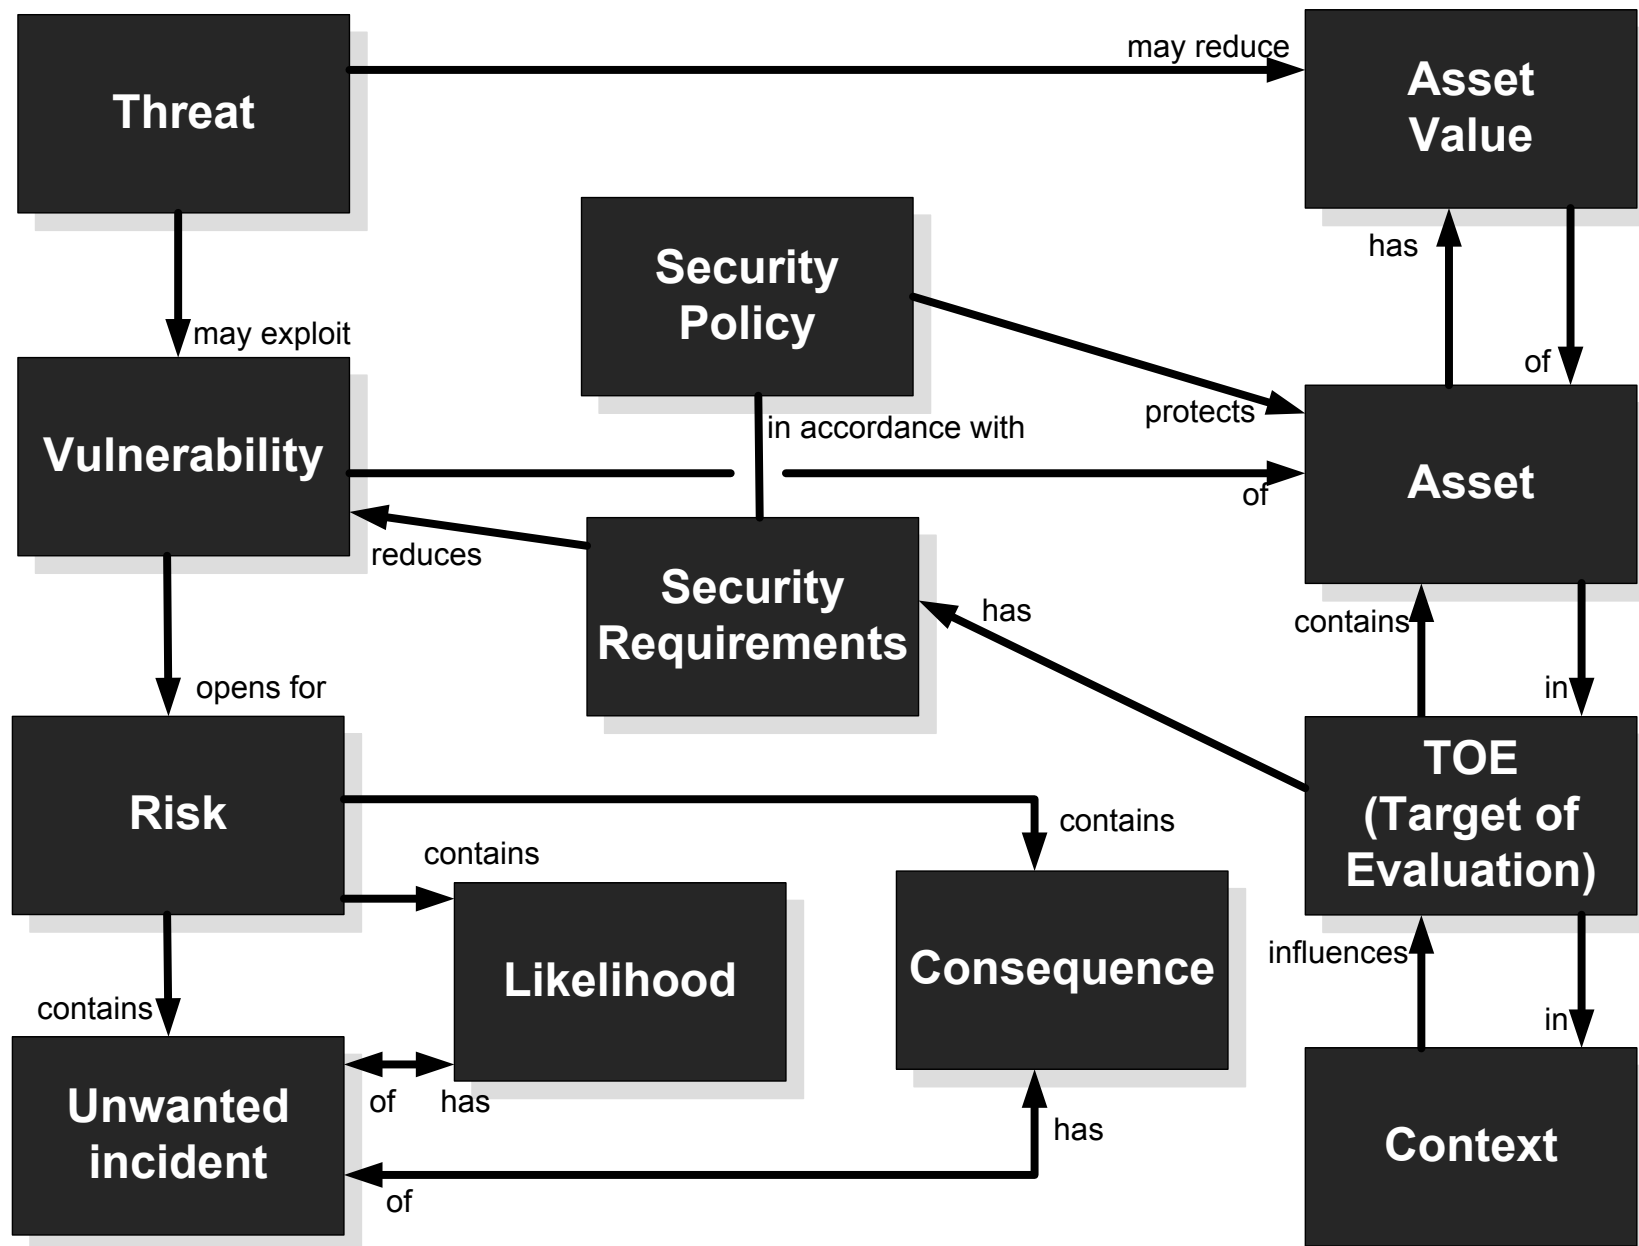 may reduce
Threat
Asset
Value
Security
Policy
has
may exploit
of
protects
in accordance with
Vulnerability
Asset
of
reduces
Security
Requirements
has
contains
opens for
in
TOE
(Target of
Evaluation)
Risk
contains
contains
influences
Likelihood
Consequence
contains
in
Unwanted
incident
of
has
has
Context
of